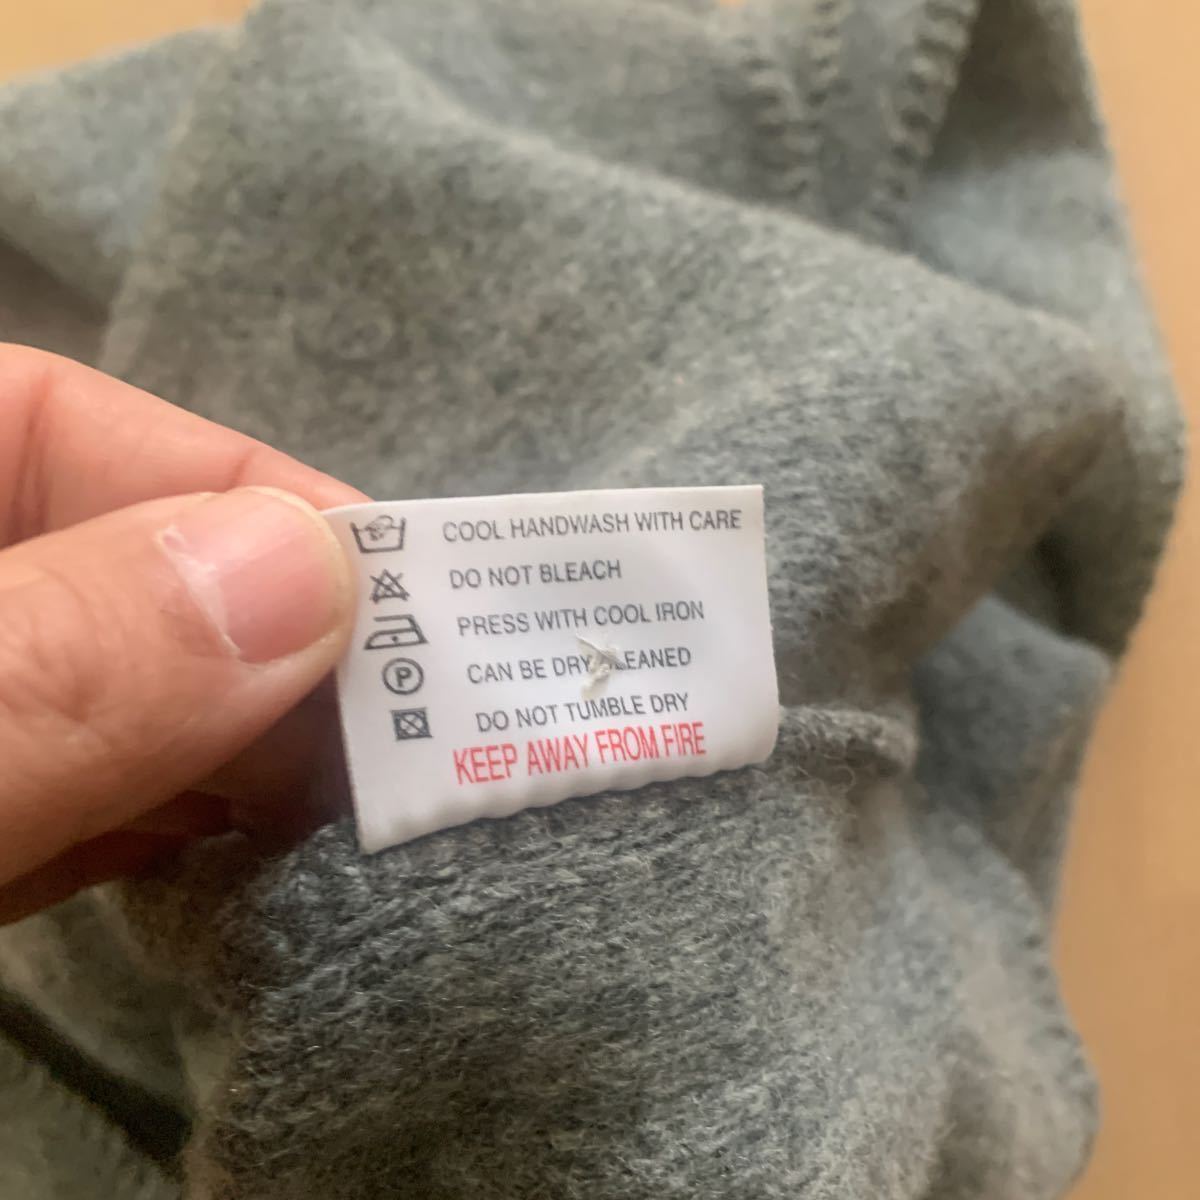 COOL HANDWASH WITH CARE
DO NOT BLEACH
PRESS WITH COOL IRON
P CAN BE DRY CLEANED
DO NOT TUMBLE DRY
KEEP AWAY FROM FIRE